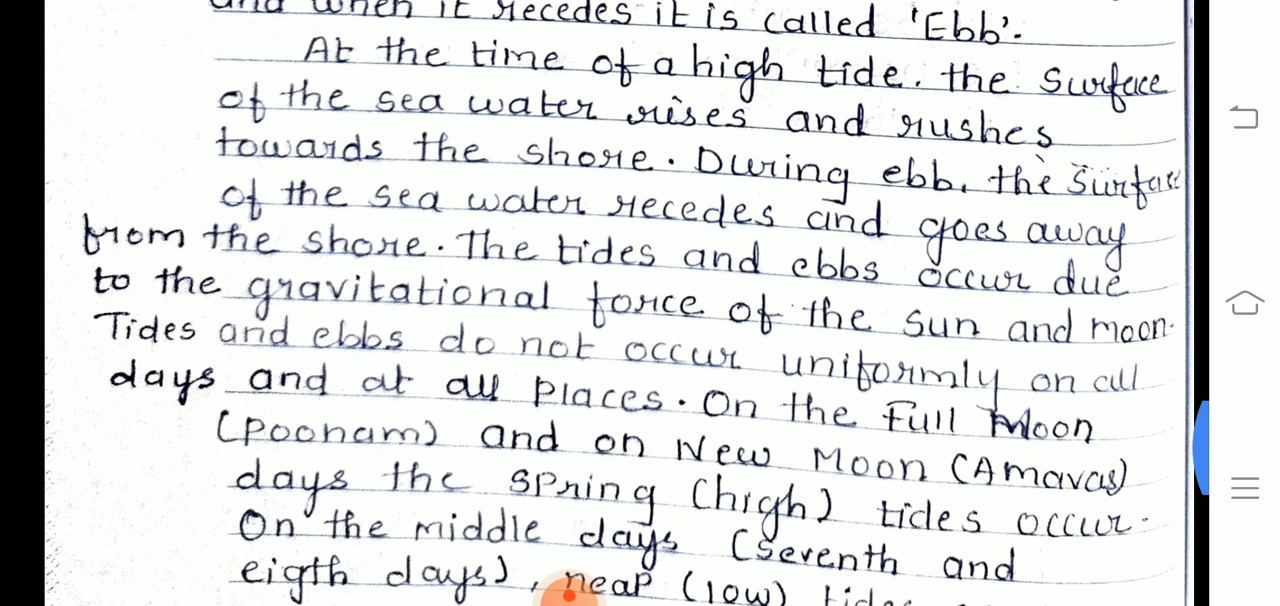 and when it recedes it is called 'Ebb'.
At the time of a high tide. the surface
of the sea water rises and rushes
towards the shore. During ebb, the surface
of the sea water recedes and goes away
from the shore. The tides and ebbs occur due
to the gravitational force of the sun and moon.
Tides and ebbs do not occur uniformly on all
days and at all places. On the Full Moon
(Poonam) and on New Moon (Amavas)
days the spring (high) tides occur.
On the middle days (seventh and
eigth days), neap (low) tides